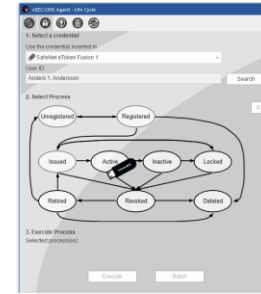 vSEC:CMS Agent - Life Cycle
1. Select a credential
Use the credential inserted in
SafeNet eToken Fusion 1
User ID:
Anders 1 Andersson
Search
2. Select Process
Unregistered
Registered
Issued
Active
Inactive
Locked
Retired
Revoked
Deleted
3. Execute Process
Selected process(es):
Execute
Batch